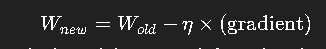 W_new = W_old − η × (gradient)